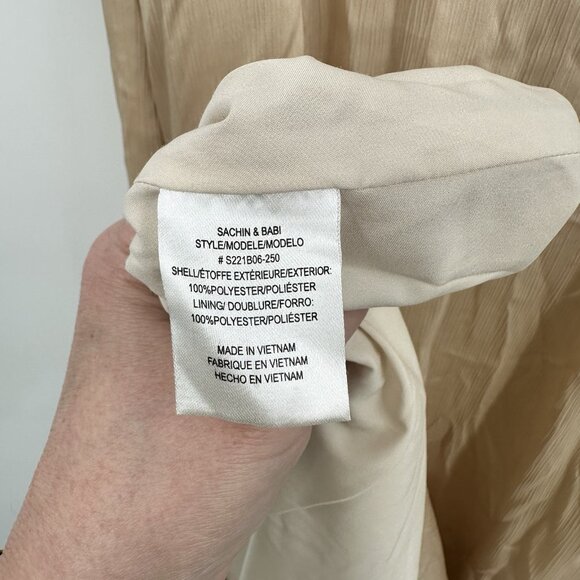 SACHIN & BABI
STYLE/MODELE/MODELO
# S221B06-250
SHELL/ÉTOFFE EXTÉRIEURE/EXTERIOR:
100%POLYESTER/POLIÉSTER
LINING/ DOUBLURE/FORRO:
100%POLYESTER/POLIÉSTER
MADE IN VIETNAM
FABRIQUE EN VIETNAM
HECHO EN VIETNAM